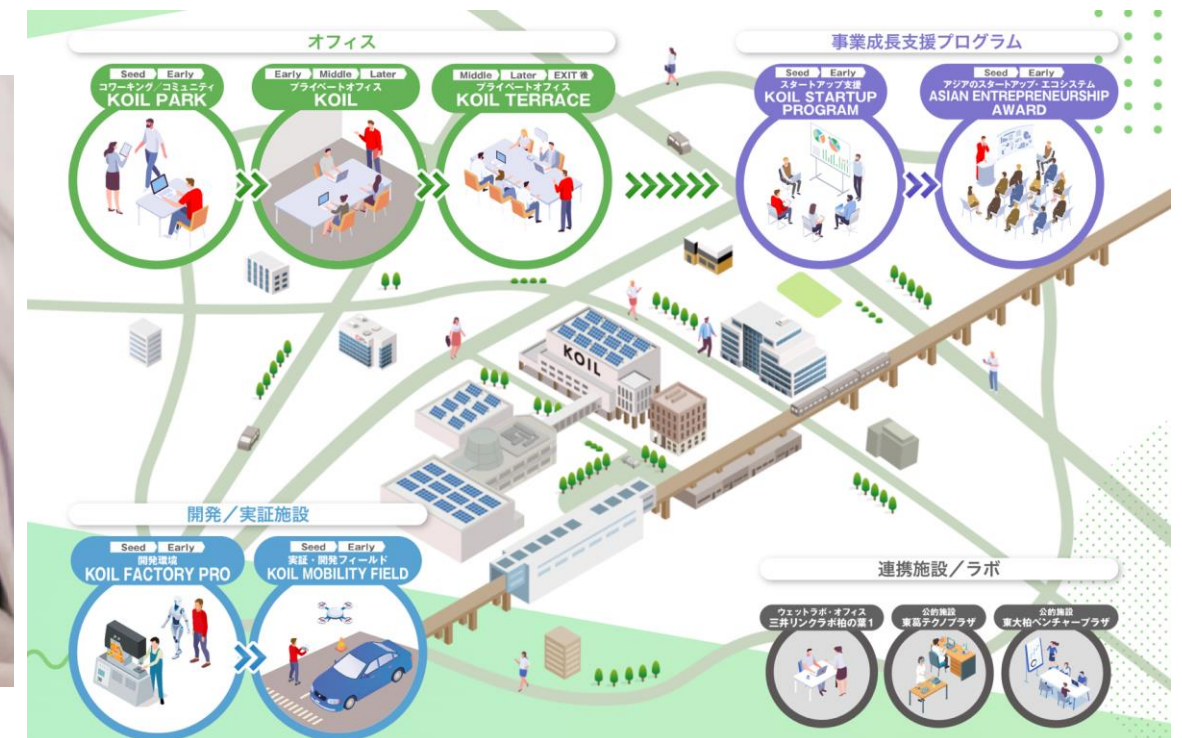 オフィス
Seed Early
コワーキング/コミュニティ
KOIL PARK
Early Middle Later
プライベートオフィス
KOIL
Middle Later EXIT後
プライベートオフィス
KOIL TERRACE
事業成長支援プログラム
Seed Early
スタートアップ支援
KOIL STARTUP
PROGRAM
Seed Early
アジアのスタートアップ・エコシステム
ASIAN ENTREPRENEURSHIP
AWARD
KOIL
開発/実証施設
Seed Early
開発環境
KOIL FACTORY PRO
Seed Early
実証・開発フィールド
KOIL MOBILITY FIELD
連携施設/ラボ
ウェットラボ・オフィス
三井リンクラボ柏の葉1
公的施設
東葛テクノプラザ
公的施設
東大柏ベンチャープラザ